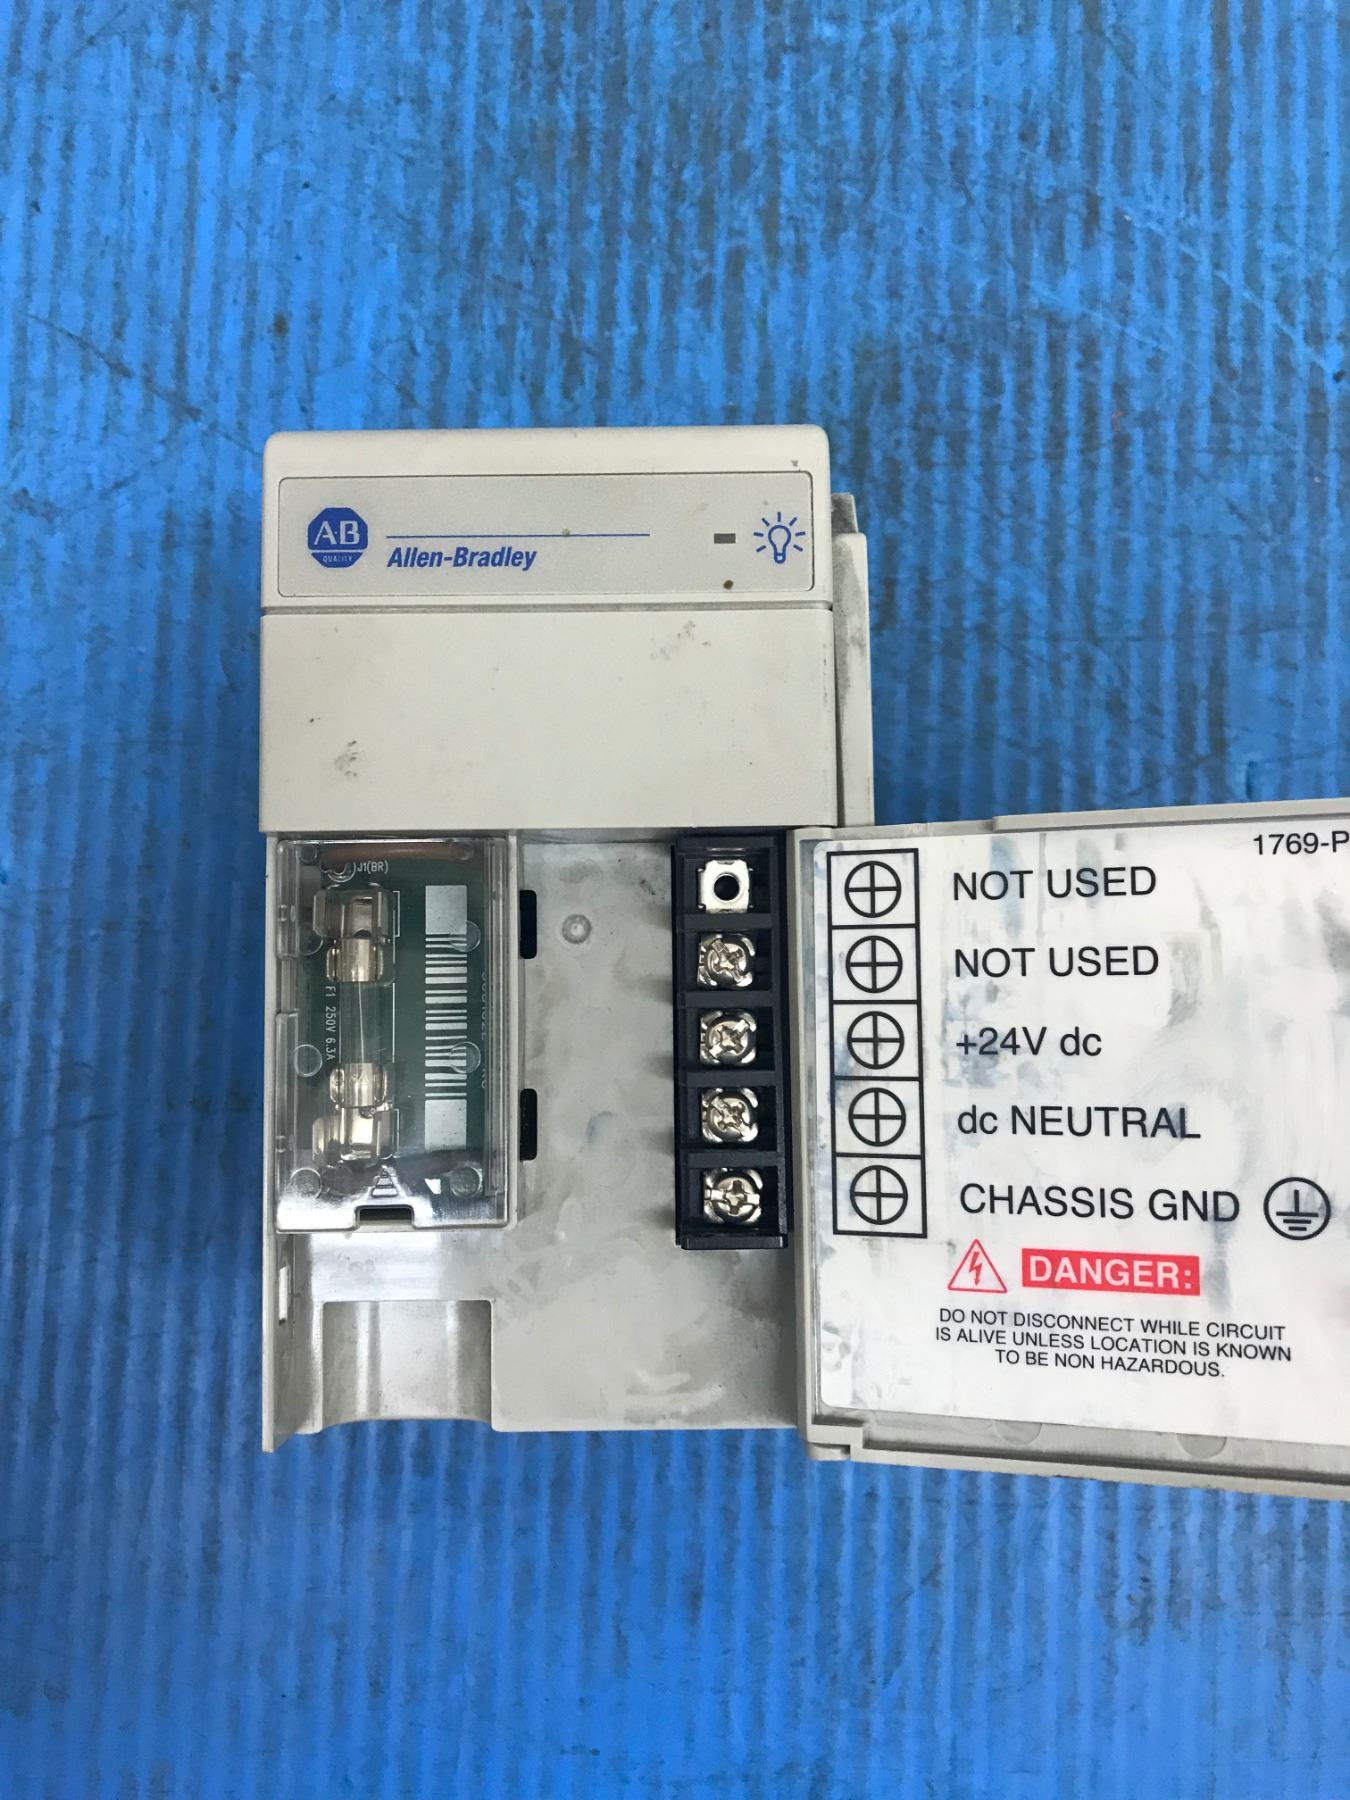 AB
QUALITY
Allen-Bradley
J1(BR)
F1 250V 6.3A
1769-P
NOT USED
NOT USED
+24V dc
dc NEUTRAL
CHASSIS GND
DANGER:
DO NOT DISCONNECT WHILE CIRCUIT
IS ALIVE UNLESS LOCATION IS KNOWN
TO BE NON HAZARDOUS.